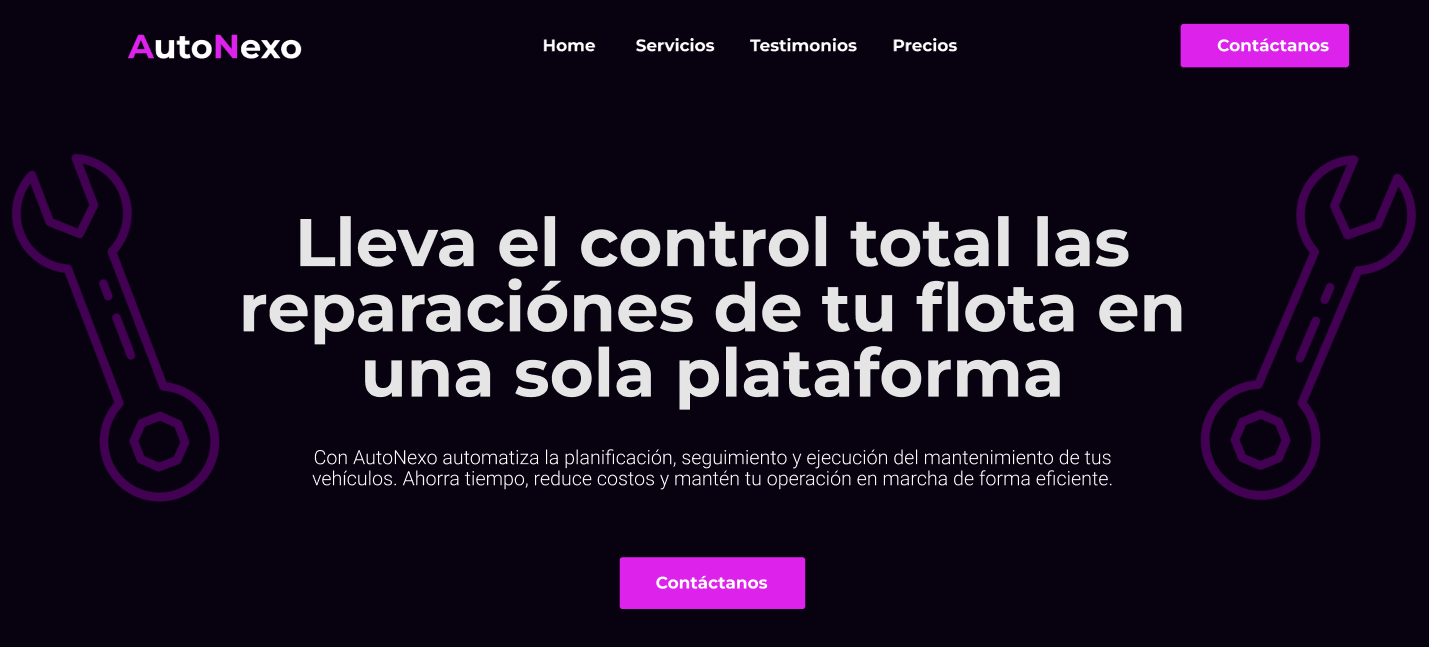 AutoNexo
Home Servicios Testimonios Precios
Contáctanos
Lleva el control total las
reparaciónes de tu flota en
una sola plataforma
Con AutoNexo automatiza la planificación, seguimiento y ejecución del mantenimiento de tus
vehículos. Ahorra tiempo, reduce costos y mantén tu operación en marcha de forma eficiente.
Contáctanos